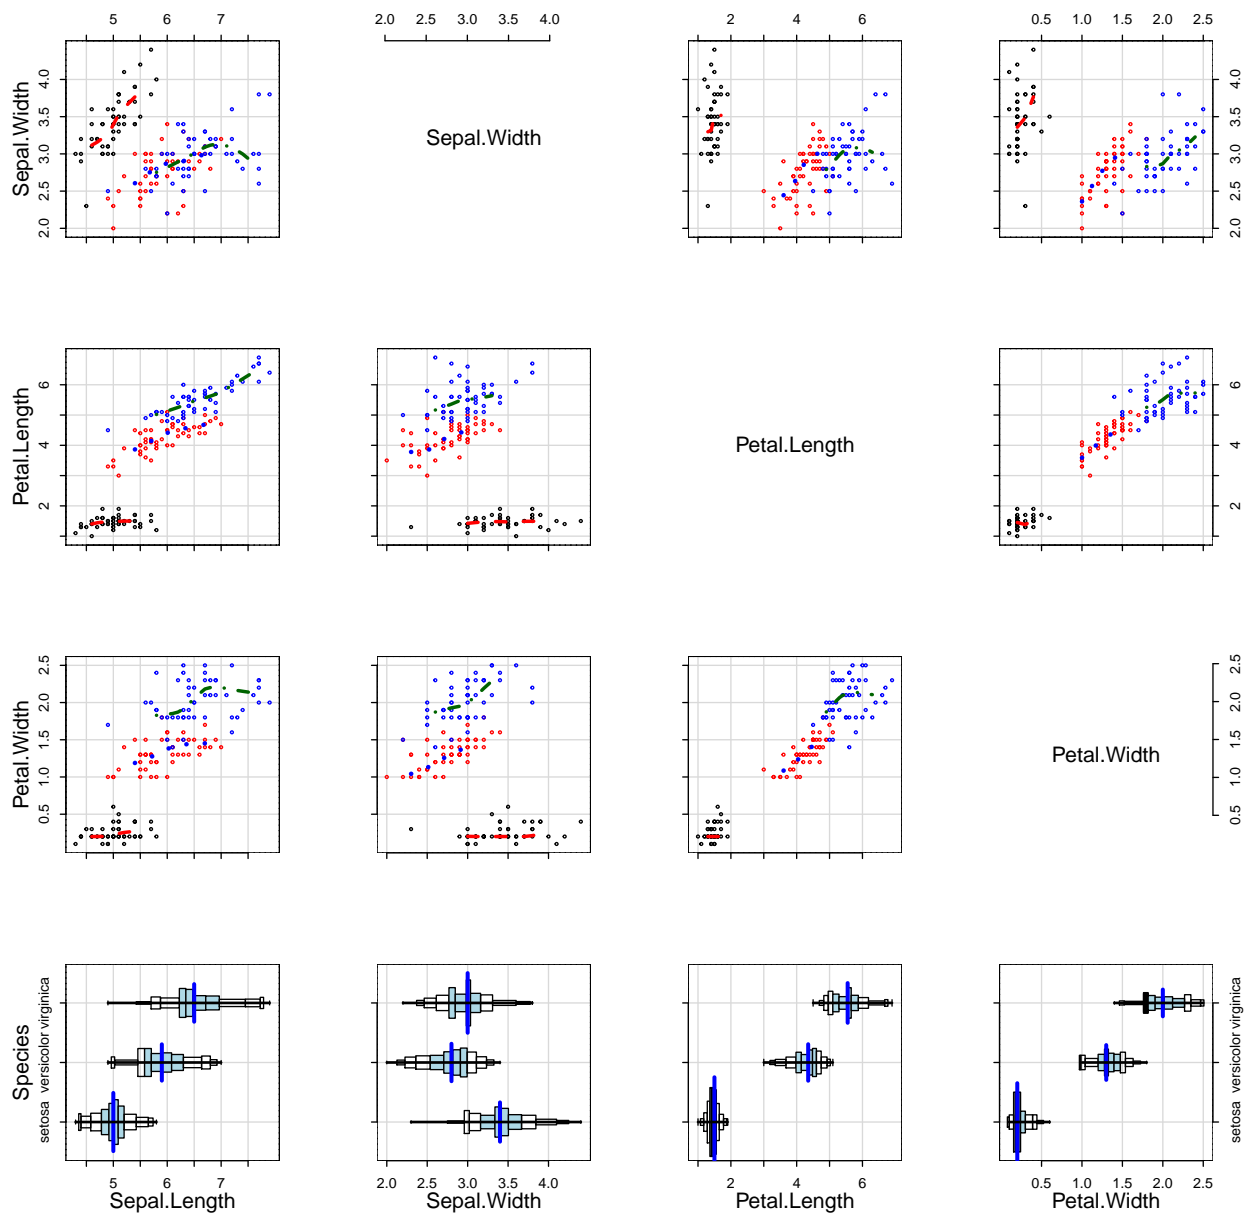 5 6 7 2.0 2.5 3.0 3.5 4.0 2 4 6 0.5 1.0 1.5 2.0 2.5
Sepal.Width
2.0 2.5 3.0 3.5 4.0
Sepal.Width
2.0 2.5 3.0 3.5 4.0
Petal.Length
2 4 6
Petal.Length
2 4 6
Petal.Width
0.5 1.0 1.5 2.0 2.5
Petal.Width
0.5 1.0 1.5 2.0 2.5
Species
setosa versicolor virginica
setosa versicolor virginica
5 6 7 2.0 2.5 3.0 3.5 4.0 2 4 6 0.5 1.0 1.5 2.0 2.5
Sepal.Length Sepal.Width Petal.Length Petal.Width